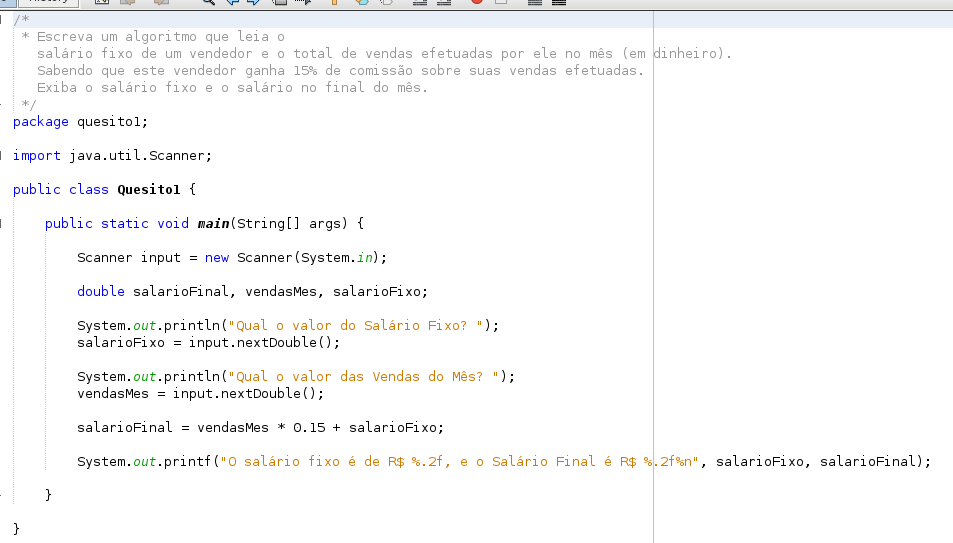 /*
* Escreva um algoritmo que leia o
salário fixo de um vendedor e o total de vendas efetuadas por ele no mês (em dinheiro).
Sabendo que este vendedor ganha 15% de comissão sobre suas vendas efetuadas.
Exiba o salário fixo e o salário no final do mês.
*/
package quesito1;
import java.util.Scanner;
public class Quesito1 {
public static void main(String[] args) {
Scanner input = new Scanner(System.in);
double salarioFinal, vendasMes, salarioFixo;
System.out.println("Qual o valor do Salário Fixo? ");
salarioFixo = input.nextDouble();
System.out.println("Qual o valor das Vendas do Mês? ");
vendasMes = input.nextDouble();
salarioFinal = vendasMes * 0.15 + salarioFixo;
System.out.printf("O salário fixo é de R$ %.2f, e o Salário Final é R$ %.2f%n", salarioFixo, salarioFinal);
}
}